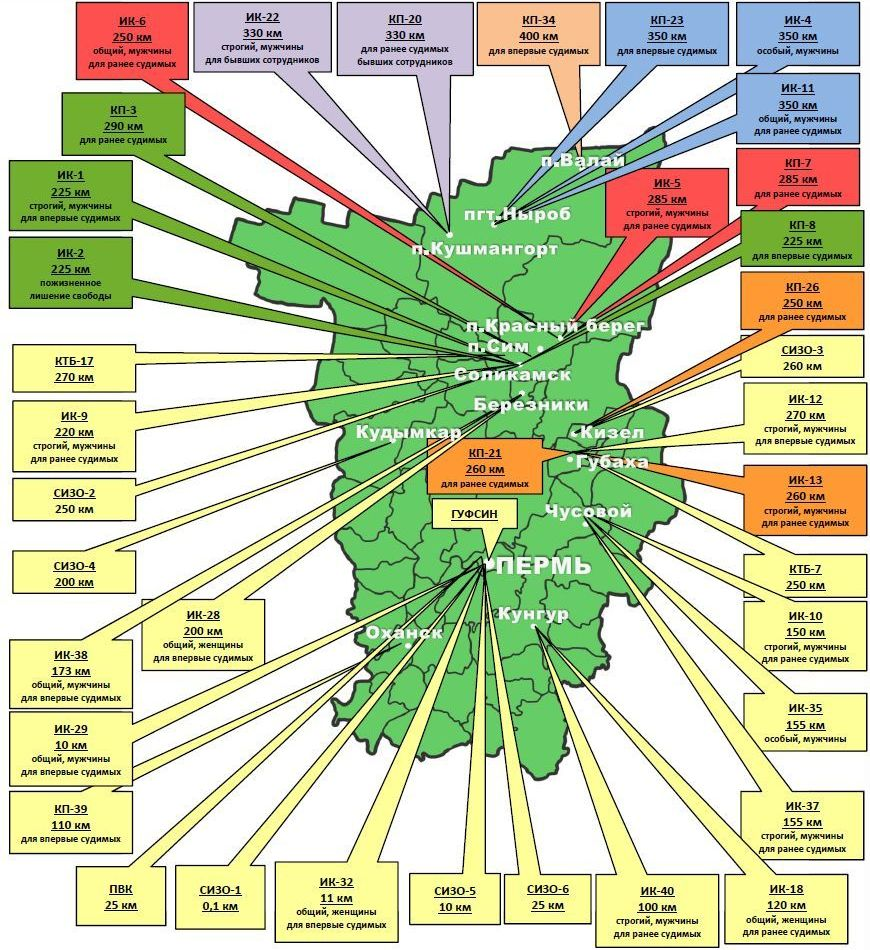 ИК-6
250 км
общий, мужчины
для ранее судимых
ИК-22
330 км
строгий, мужчины
для бывших сотрудников
КП-20
330 км
для ранее судимых
бывших сотрудников
КП-34
400 км
для впервые судимых
КП-23
350 км
для впервые судимых
ИК-4
350 км
особый, мужчины
КП-3
290 км
для ранее судимых
ИК-11
350 км
общий, мужчины
для ранее судимых
ИК-1
225 км
строгий, мужчины
для впервые судимых
п.Валай
ИК-5
285 км
строгий, мужчины
для ранее судимых
КП-7
285 км
для ранее судимых
пгт.Ныроб
п.Кушмангорт
КП-8
225 км
для впервые судимых
ИК-2
225 км
пожизненное
лишение свободы
КП-26
250 км
для ранее судимых
п.Красный берег
п.Сим
Соликамск
Березники
КТБ-17
270 км
СИЗО-3
260 км
ИК-9
220 км
строгий, мужчины
для ранее судимых
Кудымкар
Кизел
Губаха
ИК-12
270 км
строгий, мужчины
для впервые судимых
КП-21
260 км
для ранее судимых
СИЗО-2
250 км
ИК-13
260 км
строгий, мужчины
для ранее судимых
ГУФСИН
Чусовой
ПЕРМЬ
СИЗО-4
200 км
КТБ-7
250 км
ИК-28
200 км
общий, женщины
для впервые судимых
Кунгур
Оханск
ИК-10
150 км
строгий, мужчины
для ранее судимых
ИК-38
173 км
общий, мужчины
для впервые судимых
ИК-35
155 км
особый, мужчины
ИК-29
10 км
общий, мужчины
для впервые судимых
КП-39
110 км
для впервые судимых
ИК-37
155 км
строгий, мужчины
для ранее судимых
ПВК
25 км
СИЗО-1
0,1 км
ИК-32
11 км
общий, женщины
для впервые судимых
СИЗО-5
10 км
СИЗО-6
25 км
ИК-40
100 км
строгий, мужчины
для ранее судимых
ИК-18
120 км
общий, женщины
для ранее судимых